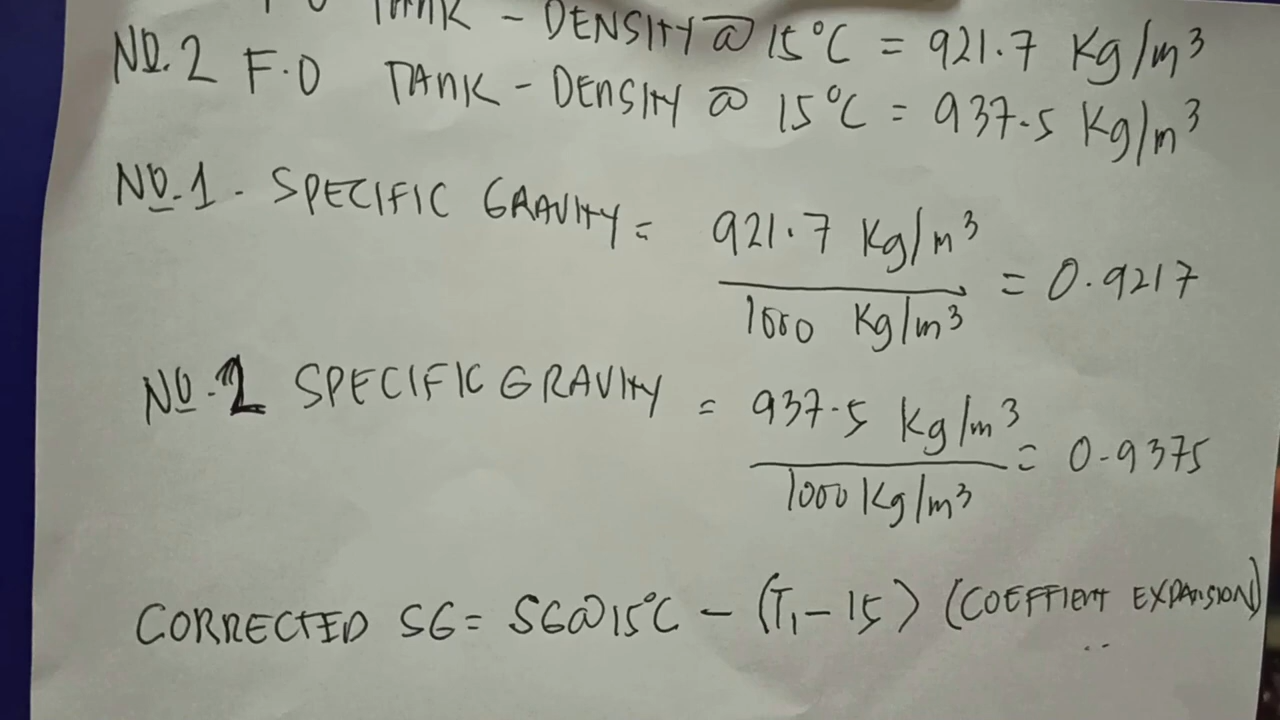 TANK - DENSITY @ 15°C = 921.7 Kg/m³
NO.2 F.O TANK - DENSITY @ 15°C = 937.5 Kg/m³
NO.1 - SPECIFIC GRAVITY = 921.7 Kg/m³ / 1000 Kg/m³ = 0.9217
NO.2 SPECIFIC GRAVITY = 937.5 Kg/m³ / 1000 Kg/m³ = 0.9375
CORRECTED SG = SG@15°C - (T₁ - 15) (COEFFIENT EXPANSION)